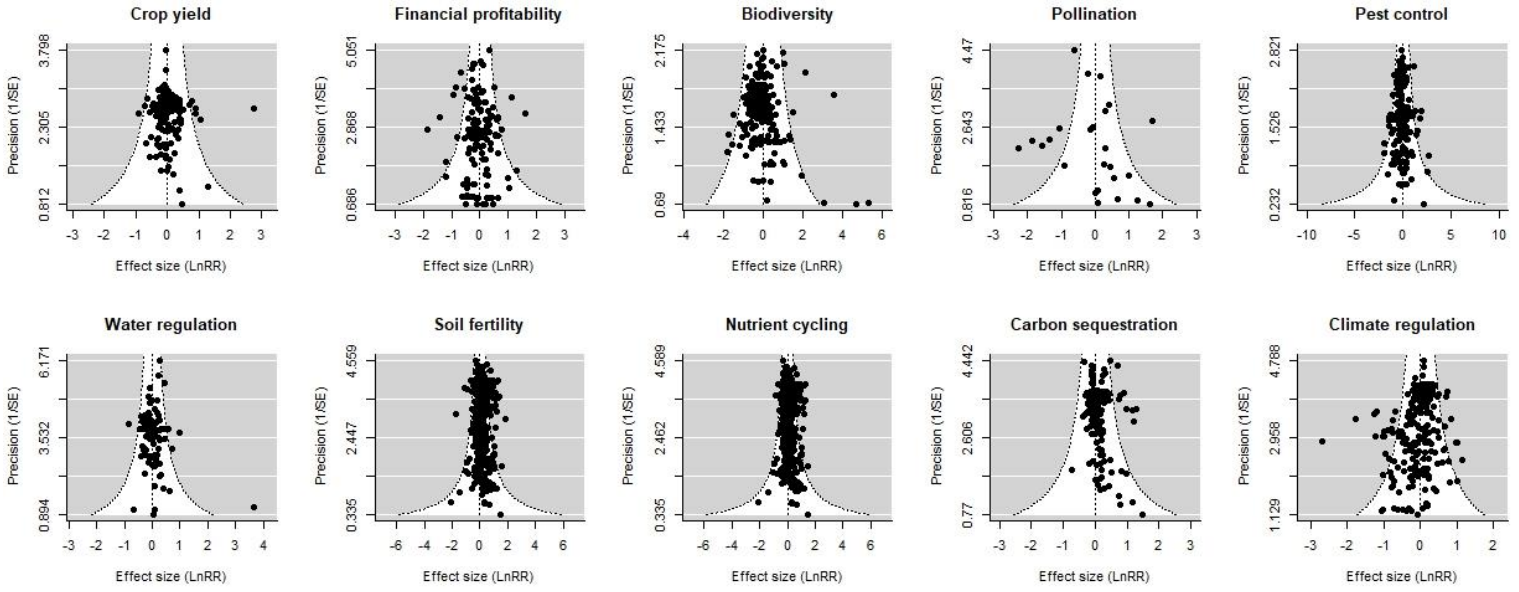 Crop yield
Precision (1/SE)
3.798
2.305
0.812
-3 -2 -1 0 1 2 3
Effect size (LnRR)
Financial profitability
Precision (1/SE)
5.051
2.868
0.686
-3 -2 -1 0 1 2 3
Effect size (LnRR)
Biodiversity
Precision (1/SE)
2.175
1.433
0.69
-4 -2 0 2 4 6
Effect size (LnRR)
Pollination
Precision (1/SE)
4.47
2.643
0.816
-3 -2 -1 0 1 2 3
Effect size (LnRR)
Pest control
Precision (1/SE)
2.821
1.526
0.232
-10 -5 0 5 10
Effect size (LnRR)
Water regulation
Precision (1/SE)
6.171
3.532
0.894
-3 -2 -1 0 1 2 3 4
Effect size (LnRR)
Soil fertility
Precision (1/SE)
4.559
2.447
0.335
-6 -4 -2 0 2 4 6
Effect size (LnRR)
Nutrient cycling
Precision (1/SE)
4.589
2.462
0.335
-6 -4 -2 0 2 4 6
Effect size (LnRR)
Carbon sequestration
Precision (1/SE)
4.442
2.606
0.77
-3 -2 -1 0 1 2 3
Effect size (LnRR)
Climate regulation
Precision (1/SE)
4.788
2.958
1.129
-3 -2 -1 0 1 2
Effect size (LnRR)